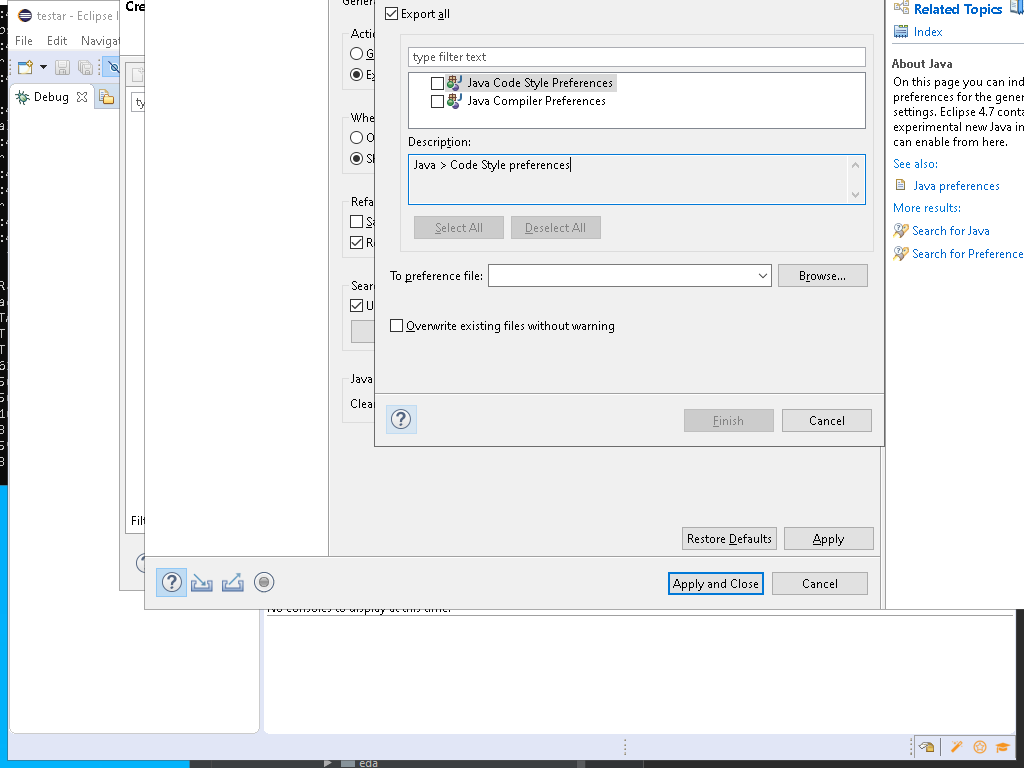 testar - Eclipse I
File Edit Navigat
Debug
Cre
ty
Filt
Genera
Actio
G
E
Whe
O
Sh
Refa
Sa
R
Sear
U
Java
Clear
Export all
type filter text
Java Code Style Preferences
Java Compiler Preferences
Description:
Java > Code Style preferences
Select All Deselect All
To preference file: Browse...
Overwrite existing files without warning
Finish Cancel
Restore Defaults Apply
Apply and Close Cancel
Related Topics
Index
About Java
On this page you can ind
preferences for the gener
settings. Eclipse 4.7 conta
experimental new Java in
can enable from here.
See also:
Java preferences
More results:
Search for Java
Search for Preference
No consoles to display at this time.
eda